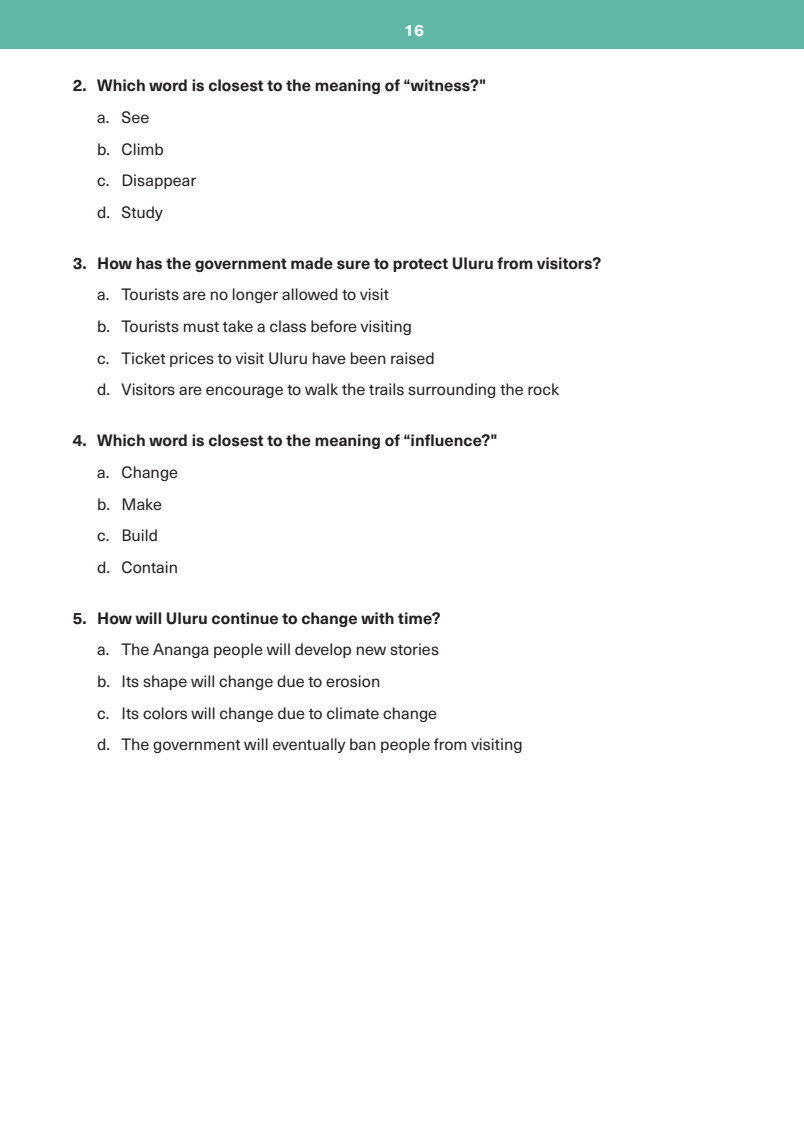 16
2. Which word is closest to the meaning of “witness?"
a. See
b. Climb
c. Disappear
d. Study
3. How has the government made sure to protect Uluru from visitors?
a. Tourists are no longer allowed to visit
b. Tourists must take a class before visiting
c. Ticket prices to visit Uluru have been raised
d. Visitors are encourage to walk the trails surrounding the rock
4. Which word is closest to the meaning of “influence?"
a. Change
b. Make
c. Build
d. Contain
5. How will Uluru continue to change with time?
a. The Ananga people will develop new stories
b. Its shape will change due to erosion
c. Its colors will change due to climate change
d. The government will eventually ban people from visiting